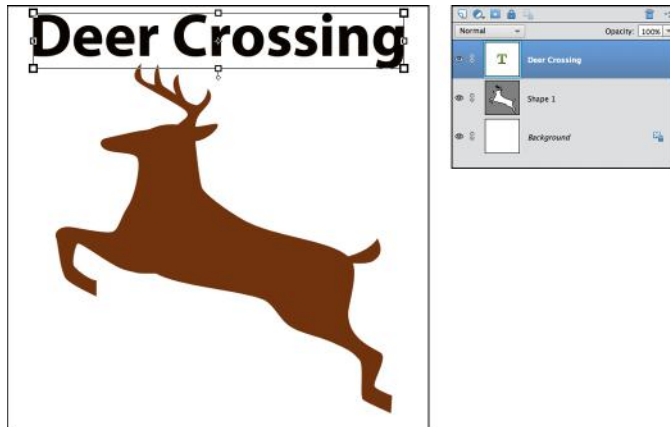 Deer Crossing
Normal
Opacity: 100%
T
Deer Crossing
Shape 1
Background